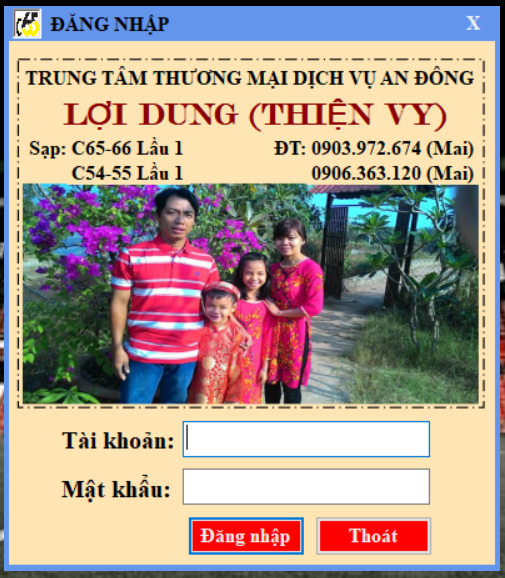 ĐĂNG NHẬP X
TRUNG TÂM THƯƠNG MẠI DỊCH VỤ AN ĐÔNG
LỢI DUNG (THIỆN VY)
Sạp: C65-66 Lầu 1 ĐT: 0903.972.674 (Mai)
C54-55 Lầu 1 0906.363.120 (Mai)
Tài khoản:
Mật khẩu:
Đăng nhập Thoát